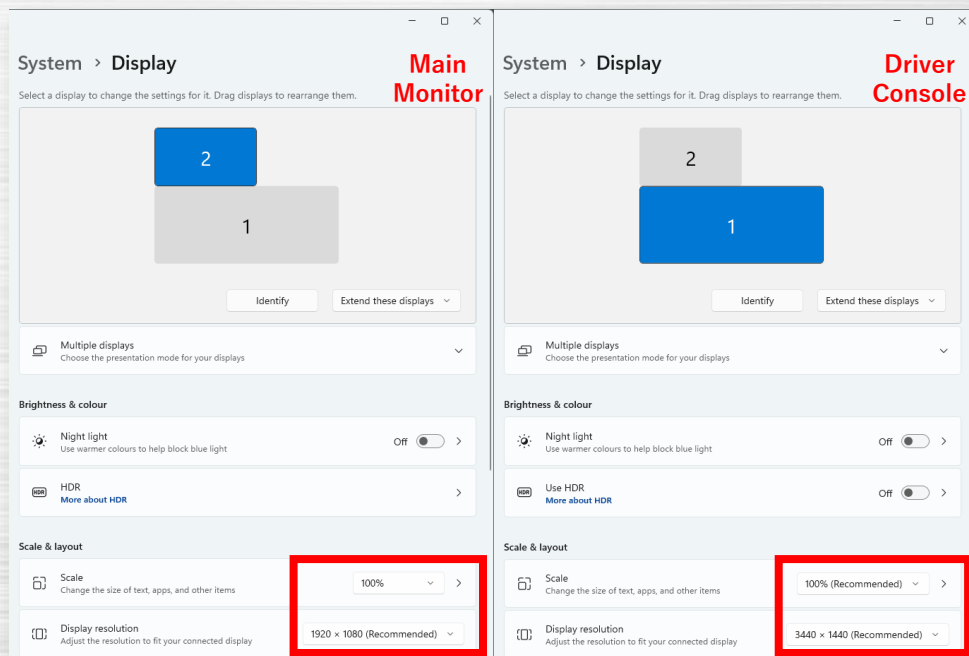 System > Display
Main
Monitor
Select a display to change the settings for it. Drag displays to rearrange them.
2
1
Identify
Extend these displays
Multiple displays
Choose the presentation mode for your displays
Brightness & colour
Night light
Use warmer colours to help block blue light
Off
HDR
HDR
More about HDR
Scale & layout
Scale
Change the size of text, apps, and other items
100%
Display resolution
Adjust the resolution to fit your connected display
1920 × 1080 (Recommended)
System > Display
Driver
Console
Select a display to change the settings for it. Drag displays to rearrange them.
2
1
Identify
Extend these displays
Multiple displays
Choose the presentation mode for your displays
Brightness & colour
Night light
Use warmer colours to help block blue light
Off
HDR
Use HDR
More about HDR
Off
Scale & layout
Scale
Change the size of text, apps, and other items
100% (Recommended)
Display resolution
Adjust the resolution to fit your connected display
3440 × 1440 (Recommended)